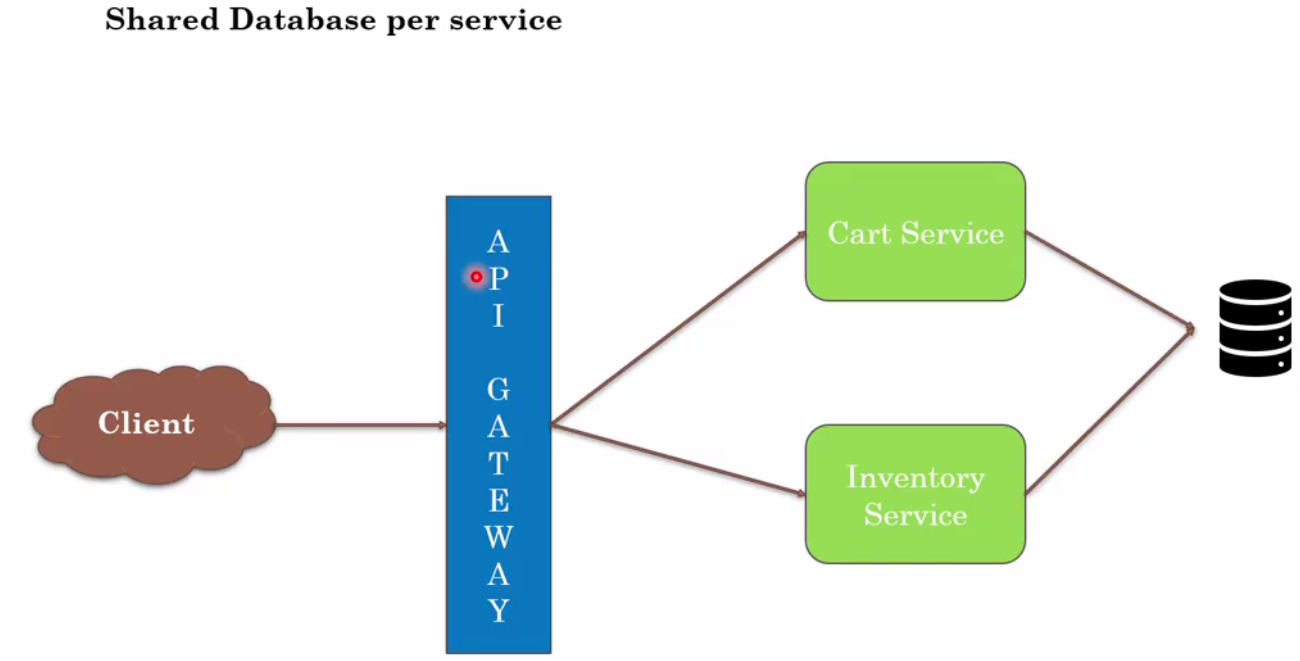 Shared Database per service
Client
A
P
I
G
A
T
E
W
A
Y
Cart Service
Inventory
Service